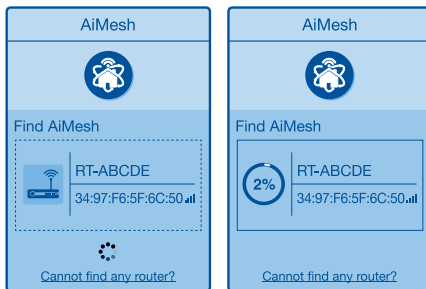 AiMesh
Find AiMesh
RT-ABCDE
34:97:F6:5F:6C:50
Cannot find any router?
AiMesh
Find AiMesh
2%
RT-ABCDE
34:97:F6:5F:6C:50
Cannot find any router?